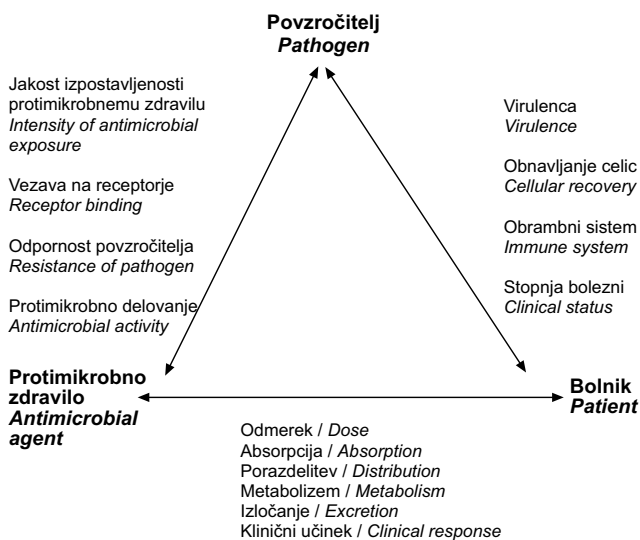 Povzročitelj
Pathogen
Jakost izpostavljenosti
protimikrobnemu zdravilu
Intensity of antimicrobial
exposure
Vezava na receptorje
Receptor binding
Odpornost povzročitelja
Resistance of pathogen
Protimikrobno delovanje
Antimicrobial activity
Virulenca
Virulence
Obnavljanje celic
Cellular recovery
Obrambni sistem
Immune system
Stopnja bolezni
Clinical status
Protimikrobno
zdravilo
Antimicrobial
agent
Bolnik
Patient
Odmerek / Dose
Absorpcija / Absorption
Porazdelitev / Distribution
Metabolizem / Metabolism
Izločanje / Excretion
Klinični učinek / Clinical response